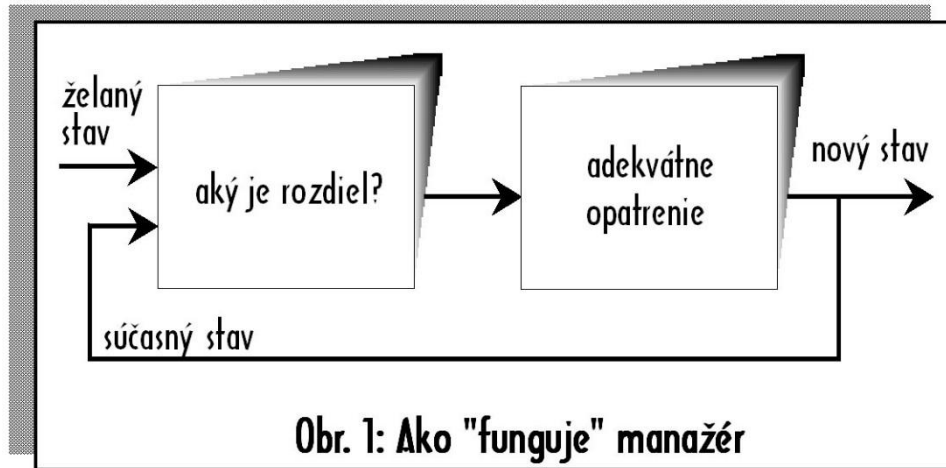 želaný
stav
aký je rozdiel?
adekvátne
opatrenie
nový stav
súčasný stav
Obr. 1: Ako "funguje" manažér